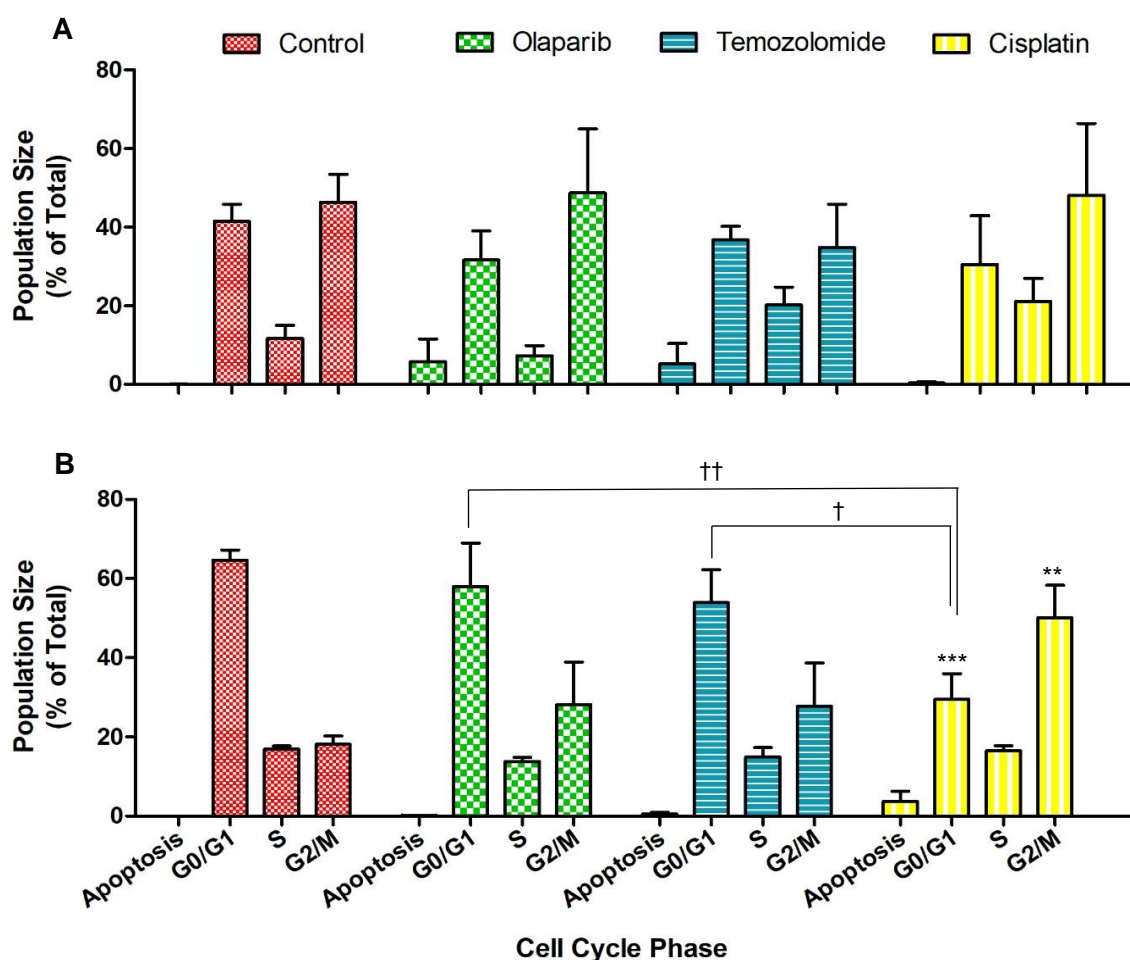 A
Control Olaparib Temozolomide Cisplatin
Population Size
(% of Total)
80
60
40
20
0
B
††
†
Population Size
(% of Total)
80
60
40
20
0
**
***
Apoptosis G0/G1 S G2/M Apoptosis G0/G1 S G2/M Apoptosis G0/G1 S G2/M Apoptosis G0/G1 S G2/M
Cell Cycle Phase